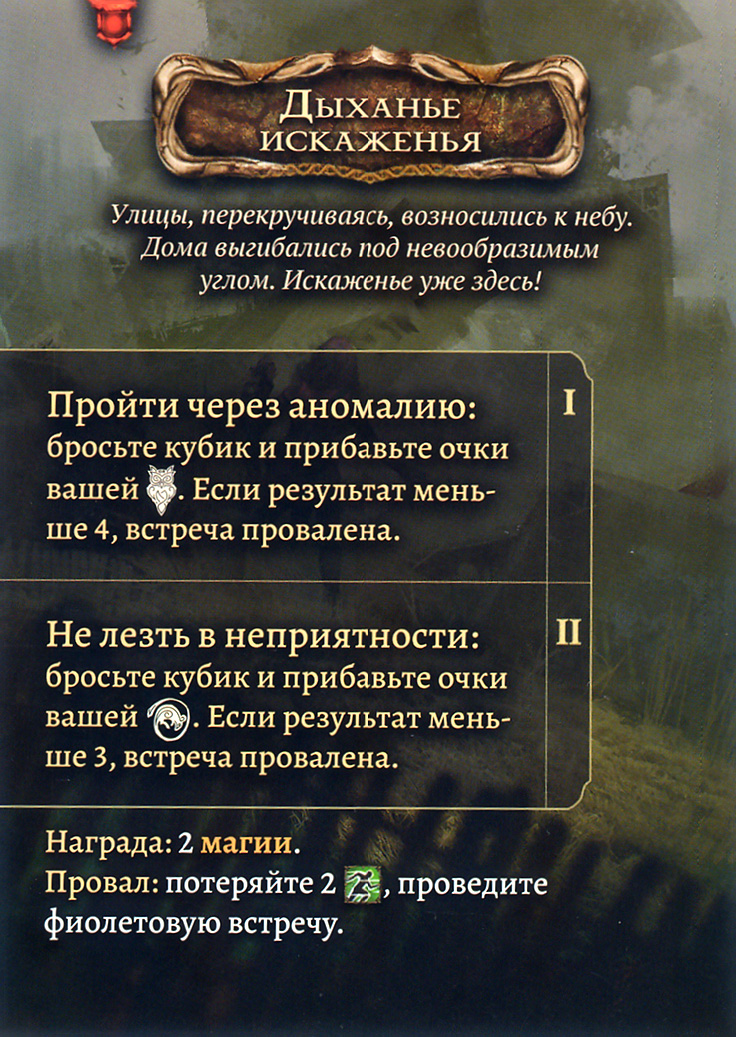 Дыханье
искаженья
Улицы, перекручиваясь, возносились к небу.
Дома выгибались под невообразимым
углом. Искаженье уже здесь!
Пройти через аномалию:
I
бросьте кубик и прибавьте очки
вашей . Если результат мень-
ше 4, встреча провалена.
Не лезть в неприятности:
II
бросьте кубик и прибавьте очки
вашей . Если результат мень-
ше 3, встреча провалена.
Награда: 2 магии.
Провал: потеряйте 2 , проведите
фиолетовую встречу.